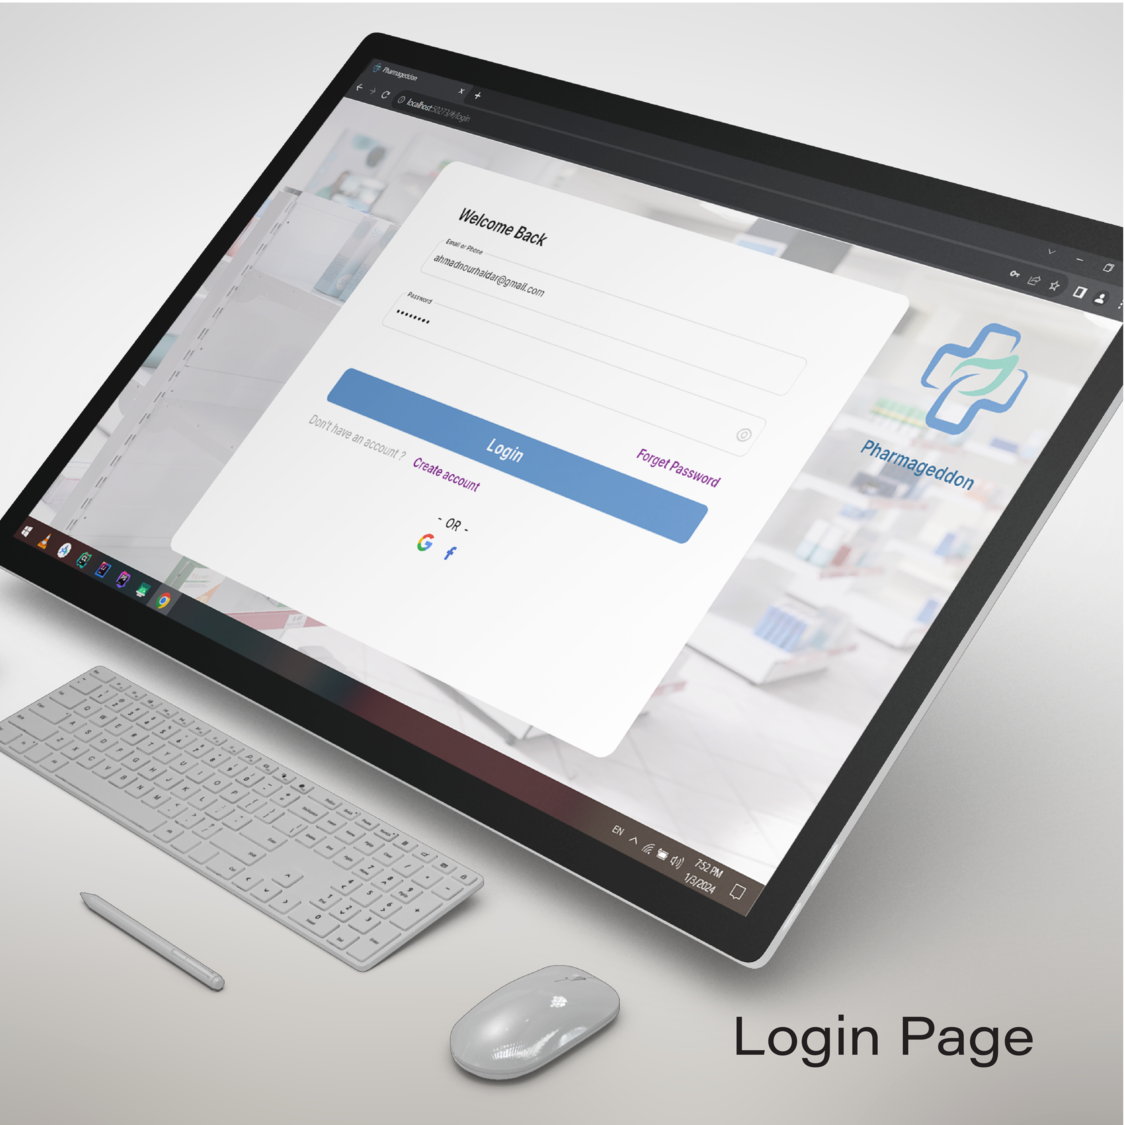 Pharmageddon
localhost:50273/#/login
Welcome Back
Email or Phone
ahmadnourhaidar@gmail.com
Password
••••••••
Login
Forget Password
Don't have an account ?
Create account
- OR -
Pharmageddon
EN
7:52 PM
1/3/2024
Login Page